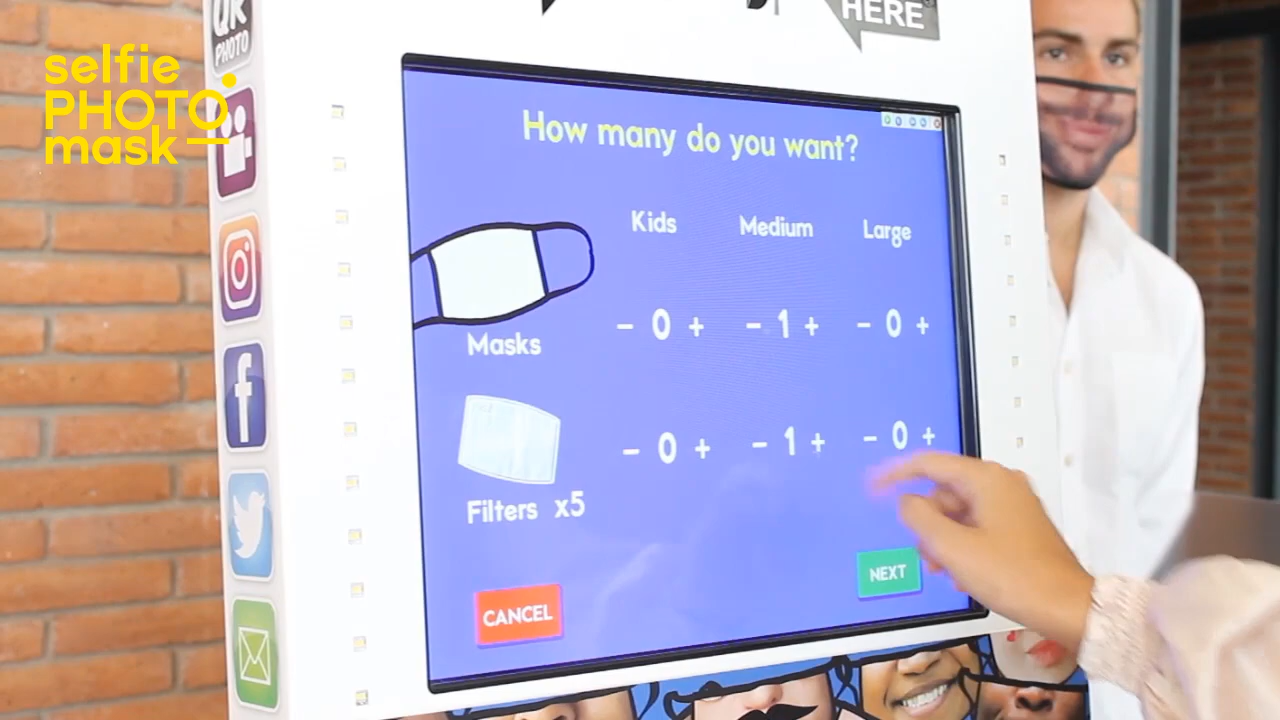 QR
PHOTO
HERE
selfie
PHOTO
mask
How many do you want?
Kids Medium Large
- 0 + - 1 + - 0 +
Masks
- 0 + - 1 + - 0 +
Filters x5
CANCEL
NEXT